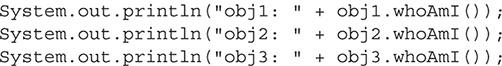 System.out.println("obj1: " + obj1.whoAmI());
System.out.println("obj2: " + obj2.whoAmI());
System.out.println("obj3: " + obj3.whoAmI());